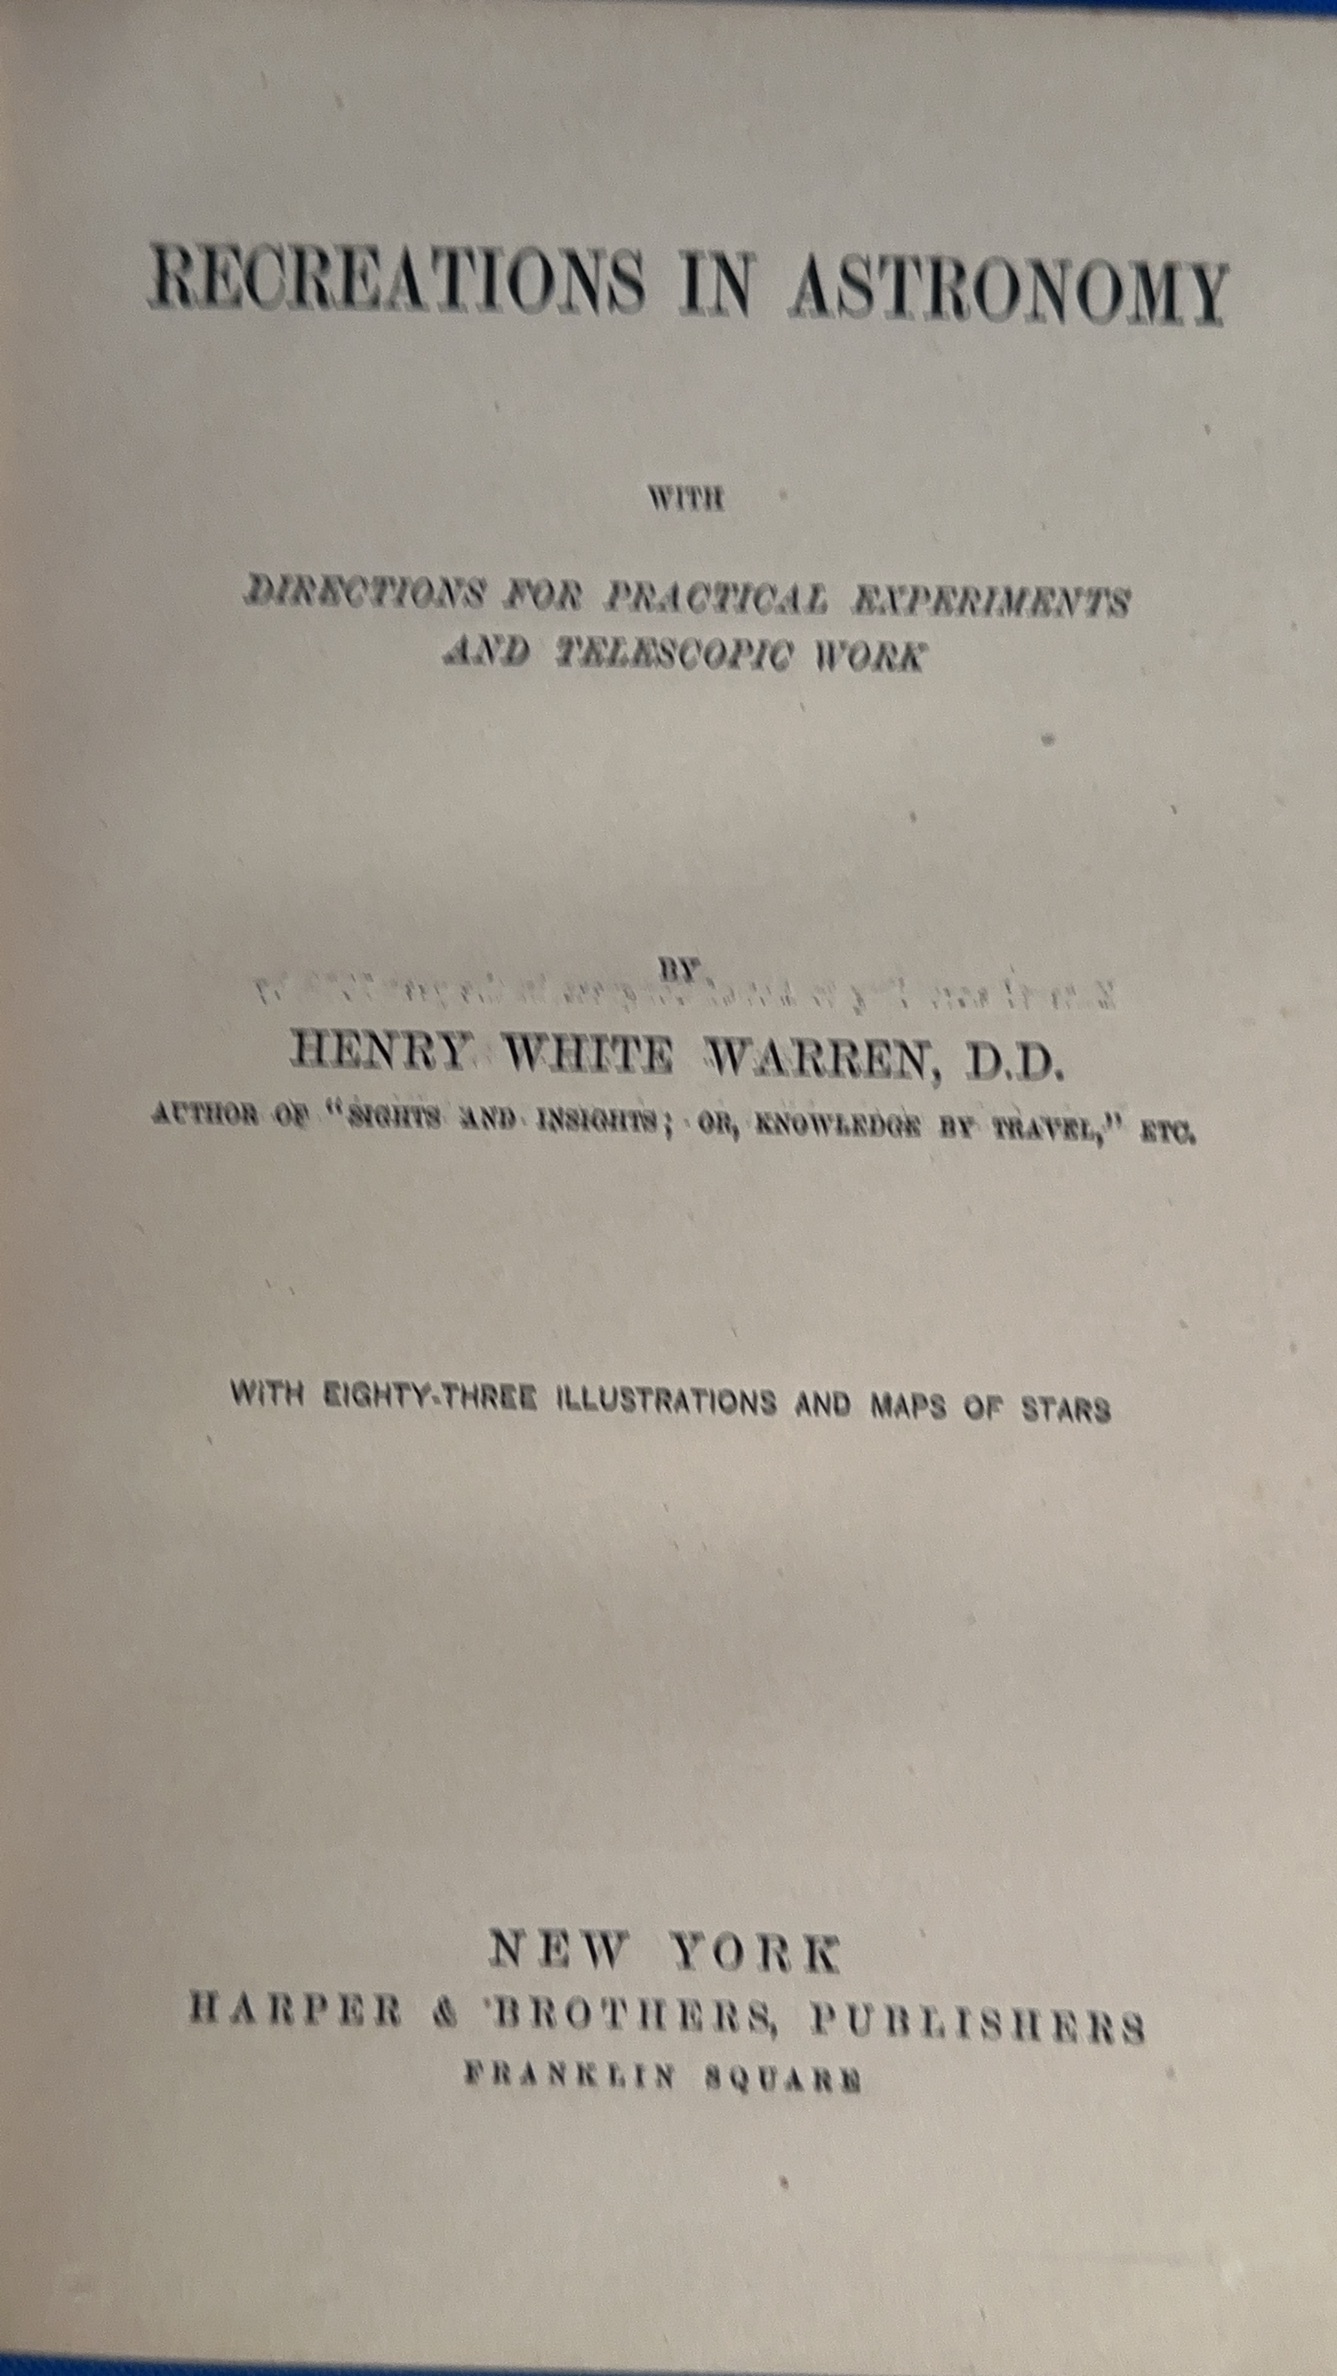 RECREATIONS IN ASTRONOMY
WITH
DIRECTIONS FOR PRACTICAL EXPERIMENTS
AND TELESCOPIC WORK
BY
HENRY WHITE WARREN, D.D.
AUTHOR OF "SIGHTS AND INSIGHTS; OR, KNOWLEDGE BY TRAVEL," ETC.
WITH EIGHTY-THREE ILLUSTRATIONS AND MAPS OF STARS
NEW YORK
HARPER & BROTHERS, PUBLISHERS
FRANKLIN SQUARE